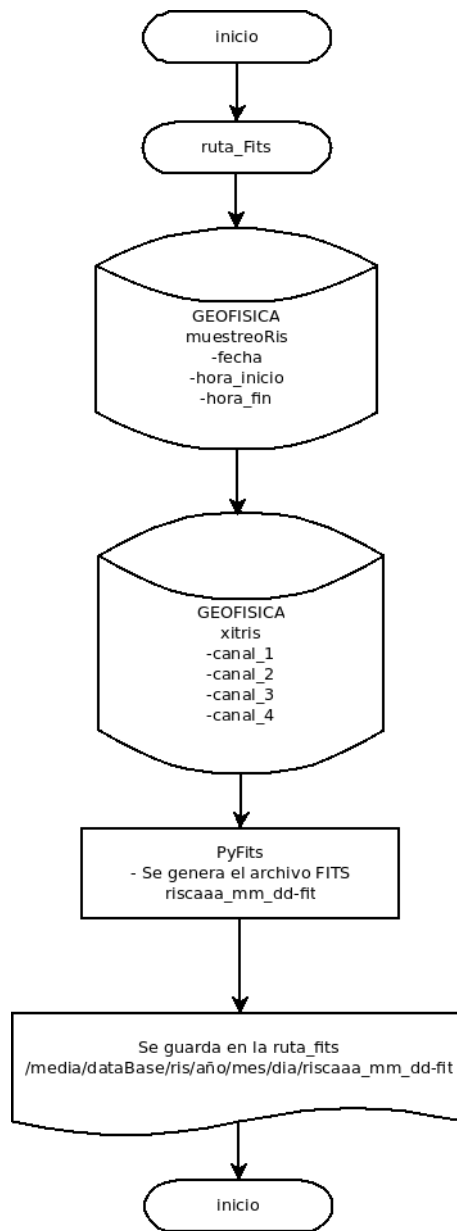 inicio
ruta_Fits
GEOFISICA
muestreoRis
-fecha
-hora_inicio
-hora_fin
GEOFISICA
xitris
-canal_1
-canal_2
-canal_3
-canal_4
PyFits
- Se genera el archivo FITS
riscaaa_mm_dd-fit
Se guarda en la ruta_fits
/media/dataBase/ris/año/mes/dia/riscaaa_mm_dd-fit
inicio